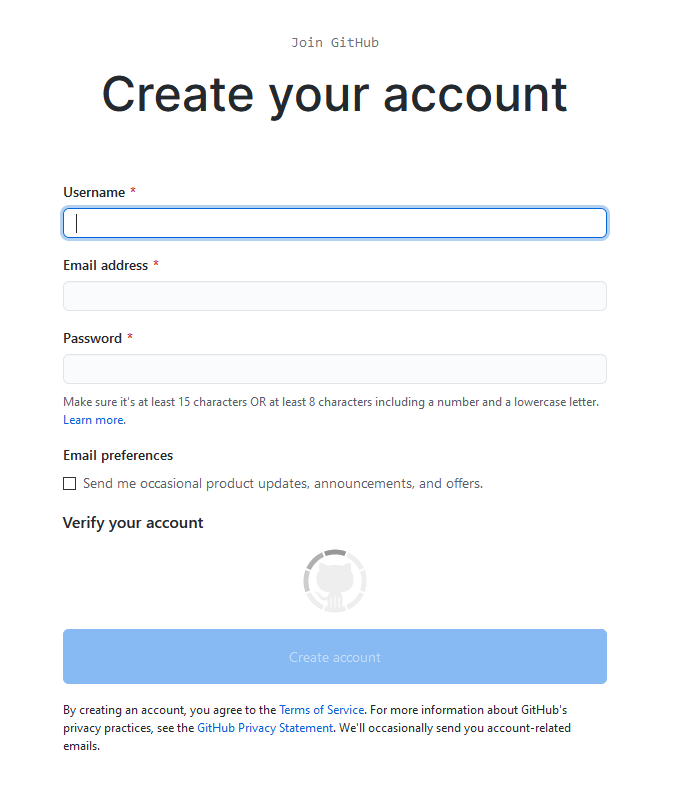 Join GitHub
Create your account
Username *
Email address *
Password *
Make sure it's at least 15 characters OR at least 8 characters including a number and a lowercase letter.
Learn more.
Email preferences
Send me occasional product updates, announcements, and offers.
Verify your account
Create account
By creating an account, you agree to the Terms of Service. For more information about GitHub's
privacy practices, see the GitHub Privacy Statement. We'll occasionally send you account-related
emails.